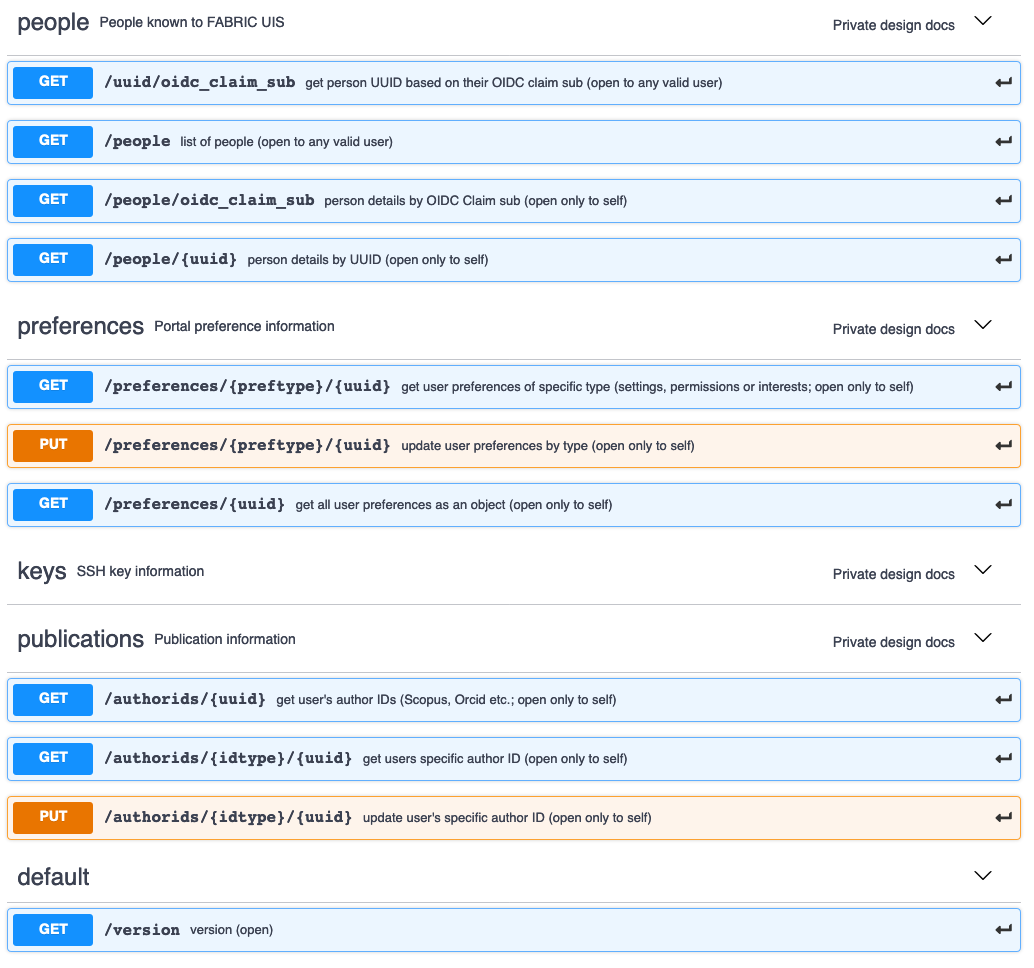 people People known to FABRIC UIS Private design docs
GET /uuid/oidc_claim_sub get person UUID based on their OIDC claim sub (open to any valid user)
GET /people list of people (open to any valid user)
GET /people/oidc_claim_sub person details by OIDC Claim sub (open only to self)
GET /people/{uuid} person details by UUID (open only to self)
preferences Portal preference information Private design docs
GET /preferences/{preftype}/{uuid} get user preferences of specific type (settings, permissions or interests; open only to self)
PUT /preferences/{preftype}/{uuid} update user preferences by type (open only to self)
GET /preferences/{uuid} get all user preferences as an object (open only to self)
keys SSH key information Private design docs
publications Publication information Private design docs
GET /authorids/{uuid} get user's author IDs (Scopus, Orcid etc.; open only to self)
GET /authorids/{idtype}/{uuid} get users specific author ID (open only to self)
PUT /authorids/{idtype}/{uuid} update user's specific author ID (open only to self)
default
GET /version version (open)